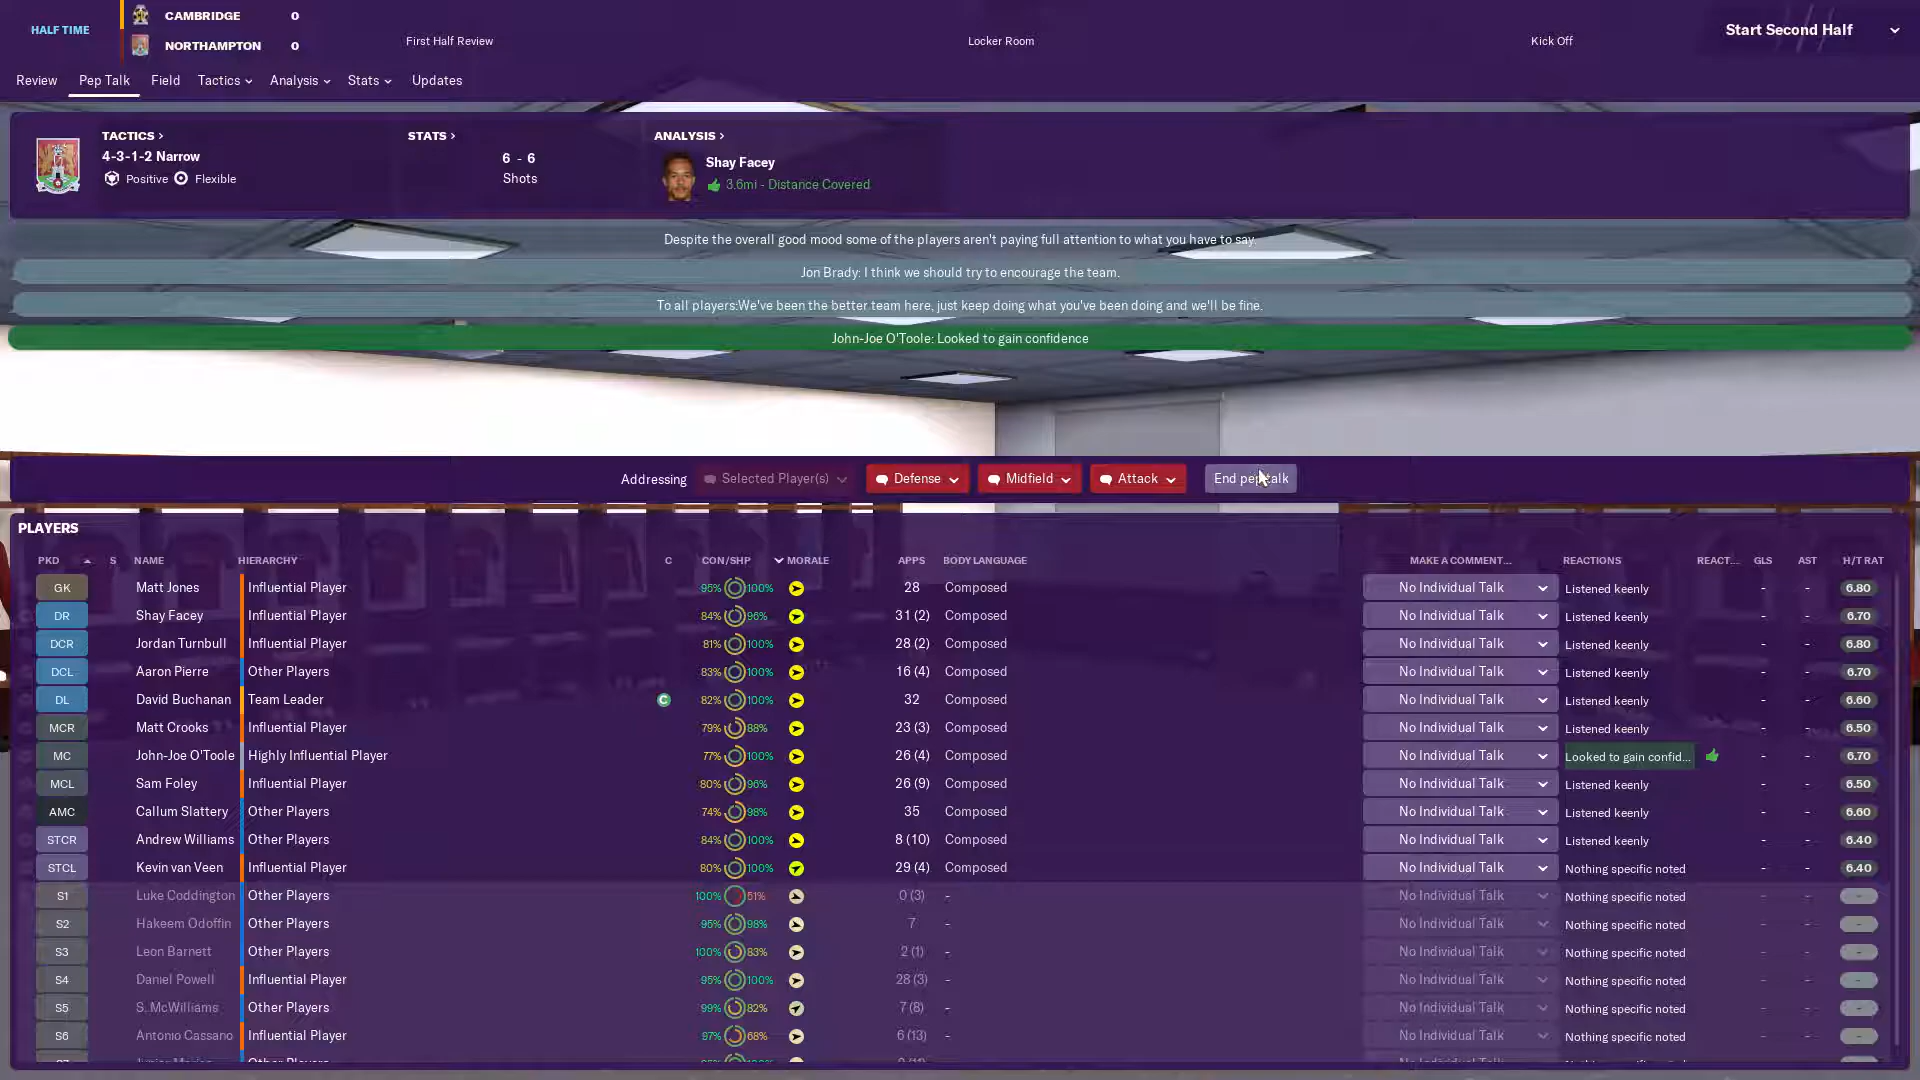 HALF TIME
CAMBRIDGE 0
NORTHAMPTON 0
First Half Review
Locker Room
Kick Off
Start Second Half
Review Pep Talk Field Tactics Analysis Stats Updates
TACTICS >
4-3-1-2 Narrow
Positive Flexible
STATS >
6 - 6
Shots
ANALYSIS >
Shay Facey
3.6mi - Distance Covered
Despite the overall good mood some of the players aren't paying full attention to what you have to say.
Jon Brady: I think we should try to encourage the team.
To all players:We've been the better team here, just keep doing what you've been doing and we'll be fine.
John-Joe O'Toole: Looked to gain confidence
Addressing Selected Player(s) Defense Midfield Attack End pep talk
PLAYERS
PKD S NAME HIERARCHY C CON/SHP MORALE APPS BODY LANGUAGE MAKE A COMMENT... REACTIONS REACT... GLS AST H/T RAT
GK Matt Jones Influential Player 95% 100% 28 Composed No Individual Talk Listened keenly - - 6.80
DR Shay Facey Influential Player 84% 96% 31 (2) Composed No Individual Talk Listened keenly - - 6.70
DCR Jordan Turnbull Influential Player 81% 100% 28 (2) Composed No Individual Talk Listened keenly - - 6.80
DCL Aaron Pierre Other Players 83% 100% 16 (4) Composed No Individual Talk Listened keenly - - 6.70
DL David Buchanan Team Leader C 82% 100% 32 Composed No Individual Talk Listened keenly - - 6.60
MCR Matt Crooks Influential Player 79% 88% 23 (3) Composed No Individual Talk Listened keenly - - 6.50
MC John-Joe O'Toole Highly Influential Player 77% 100% 26 (4) Composed No Individual Talk Looked to gain confid... - - 6.70
MCL Sam Foley Influential Player 80% 96% 26 (9) Composed No Individual Talk Listened keenly - - 6.50
AMC Callum Slattery Other Players 74% 98% 35 Composed No Individual Talk Listened keenly - - 6.60
STCR Andrew Williams Other Players 84% 100% 8 (10) Composed No Individual Talk Listened keenly - - 6.40
STCL Kevin van Veen Influential Player 80% 100% 29 (4) Composed No Individual Talk Nothing specific noted - - 6.40
S1 Luke Coddington Other Players 100% 51% 0 (3) - No Individual Talk Nothing specific noted - - -
S2 Hakeem Odoffin Other Players 95% 98% 7 - No Individual Talk Nothing specific noted - - -
S3 Leon Barnett Other Players 100% 83% 2 (1) - No Individual Talk Nothing specific noted - - -
S4 Daniel Powell Influential Player 95% 100% 28 (3) - No Individual Talk Nothing specific noted - - -
S5 S. McWilliams Other Players 99% 82% 7 (8) - No Individual Talk Nothing specific noted - - -
S6 Antonio Cassano Influential Player 97% 68% 6 (13) - No Individual Talk Nothing specific noted - - -